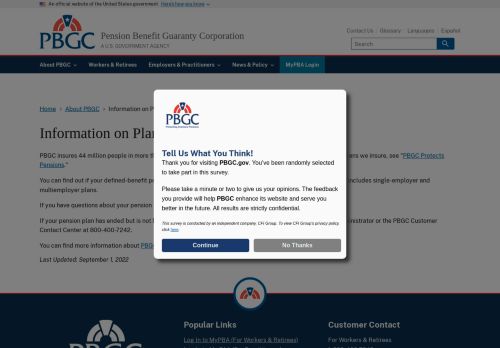 An official website of the United States government Here's how you know
PBGC
Pension Benefit Guaranty Corporation
A U.S. GOVERNMENT AGENCY
Contact Us Glossary Languages Español
Search
About PBGC Workers & Retirees Employers & Practitioners News & Policy MyPBA Login
Home > About PBGC > Information on P
Information on Plan
PBGC insures 44 million people in more th
ns we insure, see "PBGC Protects
Pensions."
You can find out if your defined-benefit pe
cludes single-employer and
multiemployer plans.
If you have questions about your pension
If your pension plan has ended but is not
istrator or the PBGC Customer
Contact Center at 800-400-7242.
You can find more information about PBG
Last Updated: September 1, 2022
PBGC
Protecting America's Pensions
Tell Us What You Think!
Thank you for visiting PBGC.gov. You've been randomly selected
to take part in this survey.
Please take a minute or two to give us your opinions. The feedback
you provide will help PBGC enhance its website and serve you
better in the future. All results are strictly confidential.
This survey is conducted by an independent company, CFI Group. To view CFI Group's privacy policy,
click here.
Continue
No Thanks
PBGC
Popular Links
Log in to MyPBA (For Workers & Retirees)
Customer Contact
For Workers & Retirees